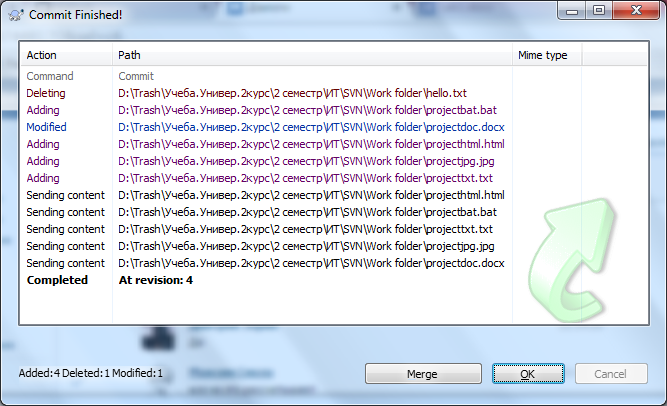 Commit Finished!
Action Path Mime type
Command Commit
Deleting D:\Trash\Учеба.Универ.2курс\2 семестр\ИТ\SVN\Work folder\hello.txt
Adding D:\Trash\Учеба.Универ.2курс\2 семестр\ИТ\SVN\Work folder\projectbat.bat
Modified D:\Trash\Учеба.Универ.2курс\2 семестр\ИТ\SVN\Work folder\projectdoc.docx
Adding D:\Trash\Учеба.Универ.2курс\2 семестр\ИТ\SVN\Work folder\projecthtml.html
Adding D:\Trash\Учеба.Универ.2курс\2 семестр\ИТ\SVN\Work folder\projectjpg.jpg
Adding D:\Trash\Учеба.Универ.2курс\2 семестр\ИТ\SVN\Work folder\projecttxt.txt
Sending content D:\Trash\Учеба.Универ.2курс\2 семестр\ИТ\SVN\Work folder\projecthtml.html
Sending content D:\Trash\Учеба.Универ.2курс\2 семестр\ИТ\SVN\Work folder\projectbat.bat
Sending content D:\Trash\Учеба.Универ.2курс\2 семестр\ИТ\SVN\Work folder\projecttxt.txt
Sending content D:\Trash\Учеба.Универ.2курс\2 семестр\ИТ\SVN\Work folder\projectjpg.jpg
Sending content D:\Trash\Учеба.Универ.2курс\2 семестр\ИТ\SVN\Work folder\projectdoc.docx
Completed At revision: 4
Added:4 Deleted:1 Modified:1 Merge OK Cancel